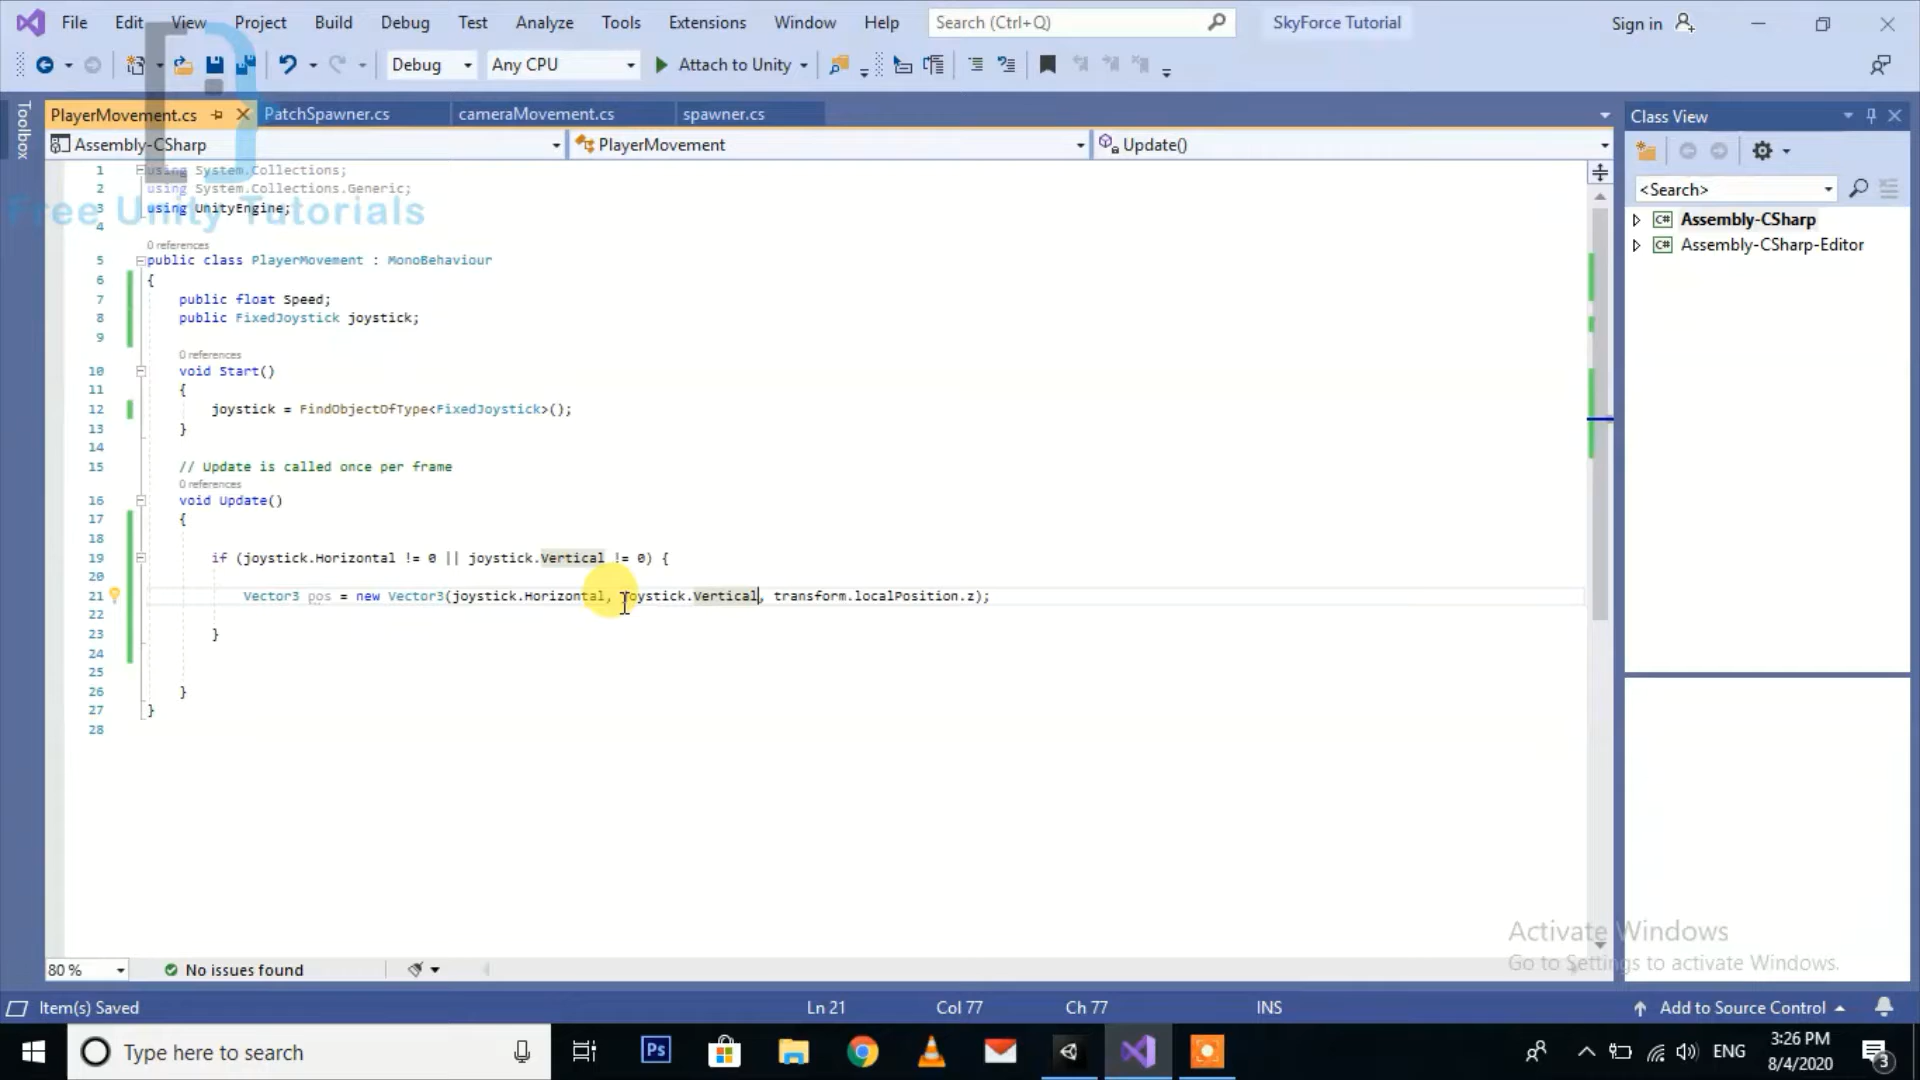 File Edit View Project Build Debug Test Analyze Tools Extensions Window Help Search (Ctrl+Q) SkyForce Tutorial Sign in
Debug Any CPU Attach to Unity
Toolbox
PlayerMovement.cs PatchSpawner.cs cameraMovement.cs spawner.cs
Assembly-CSharp PlayerMovement Update()
Free Unity Tutorials
1 using System.Collections;
2 using System.Collections.Generic;
3 using UnityEngine;
4
0 references
5 public class PlayerMovement : MonoBehaviour
6 {
7 public float Speed;
8 public FixedJoystick joystick;
9
0 references
10 void Start()
11 {
12 joystick = FindObjectOfType<FixedJoystick>();
13 }
14
15 // Update is called once per frame
0 references
16 void Update()
17 {
18
19 if (joystick.Horizontal != 0 || joystick.Vertical != 0) {
20
21 Vector3 pos = new Vector3(joystick.Horizontal, joystick.Vertical, transform.localPosition.z);
22
23 }
24
25
26 }
27 }
28
Class View
<Search>
C# Assembly-CSharp
C# Assembly-CSharp-Editor
Activate Windows
Go to Settings to activate Windows.
80 % No issues found
Item(s) Saved Ln 21 Col 77 Ch 77 INS Add to Source Control
Type here to search Ps ENG 3:26 PM
8/4/2020 3